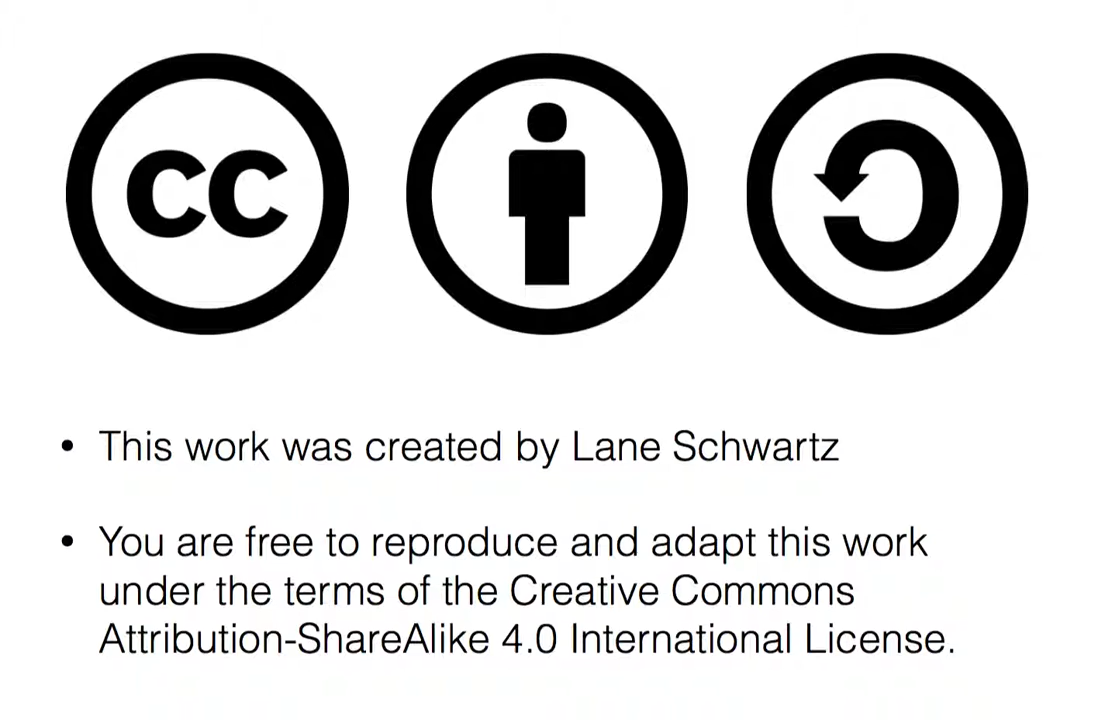 cc
• This work was created by Lane Schwartz
• You are free to reproduce and adapt this work
under the terms of the Creative Commons
Attribution-ShareAlike 4.0 International License.